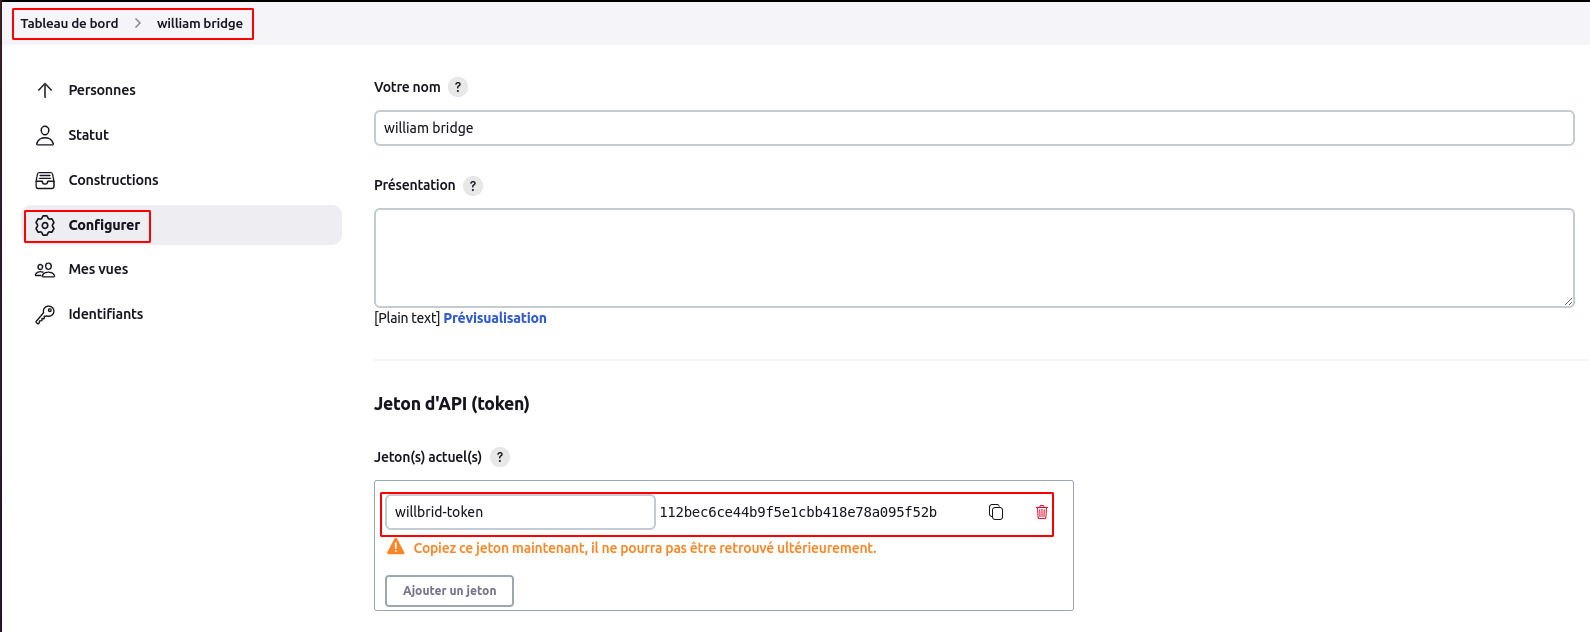 Tableau de bord > william bridge
Personnes
Statut
Constructions
Configurer
Mes vues
Identifiants
Votre nom ?
william bridge
Présentation ?
[Plain text] Prévisualisation
Jeton d'API (token)
Jeton(s) actuel(s) ?
willbrid-token 112bec6ce44b9f5e1cbb418e78a095f52b
Copiez ce jeton maintenant, il ne pourra pas être retrouvé ultérieurement.
Ajouter un jeton